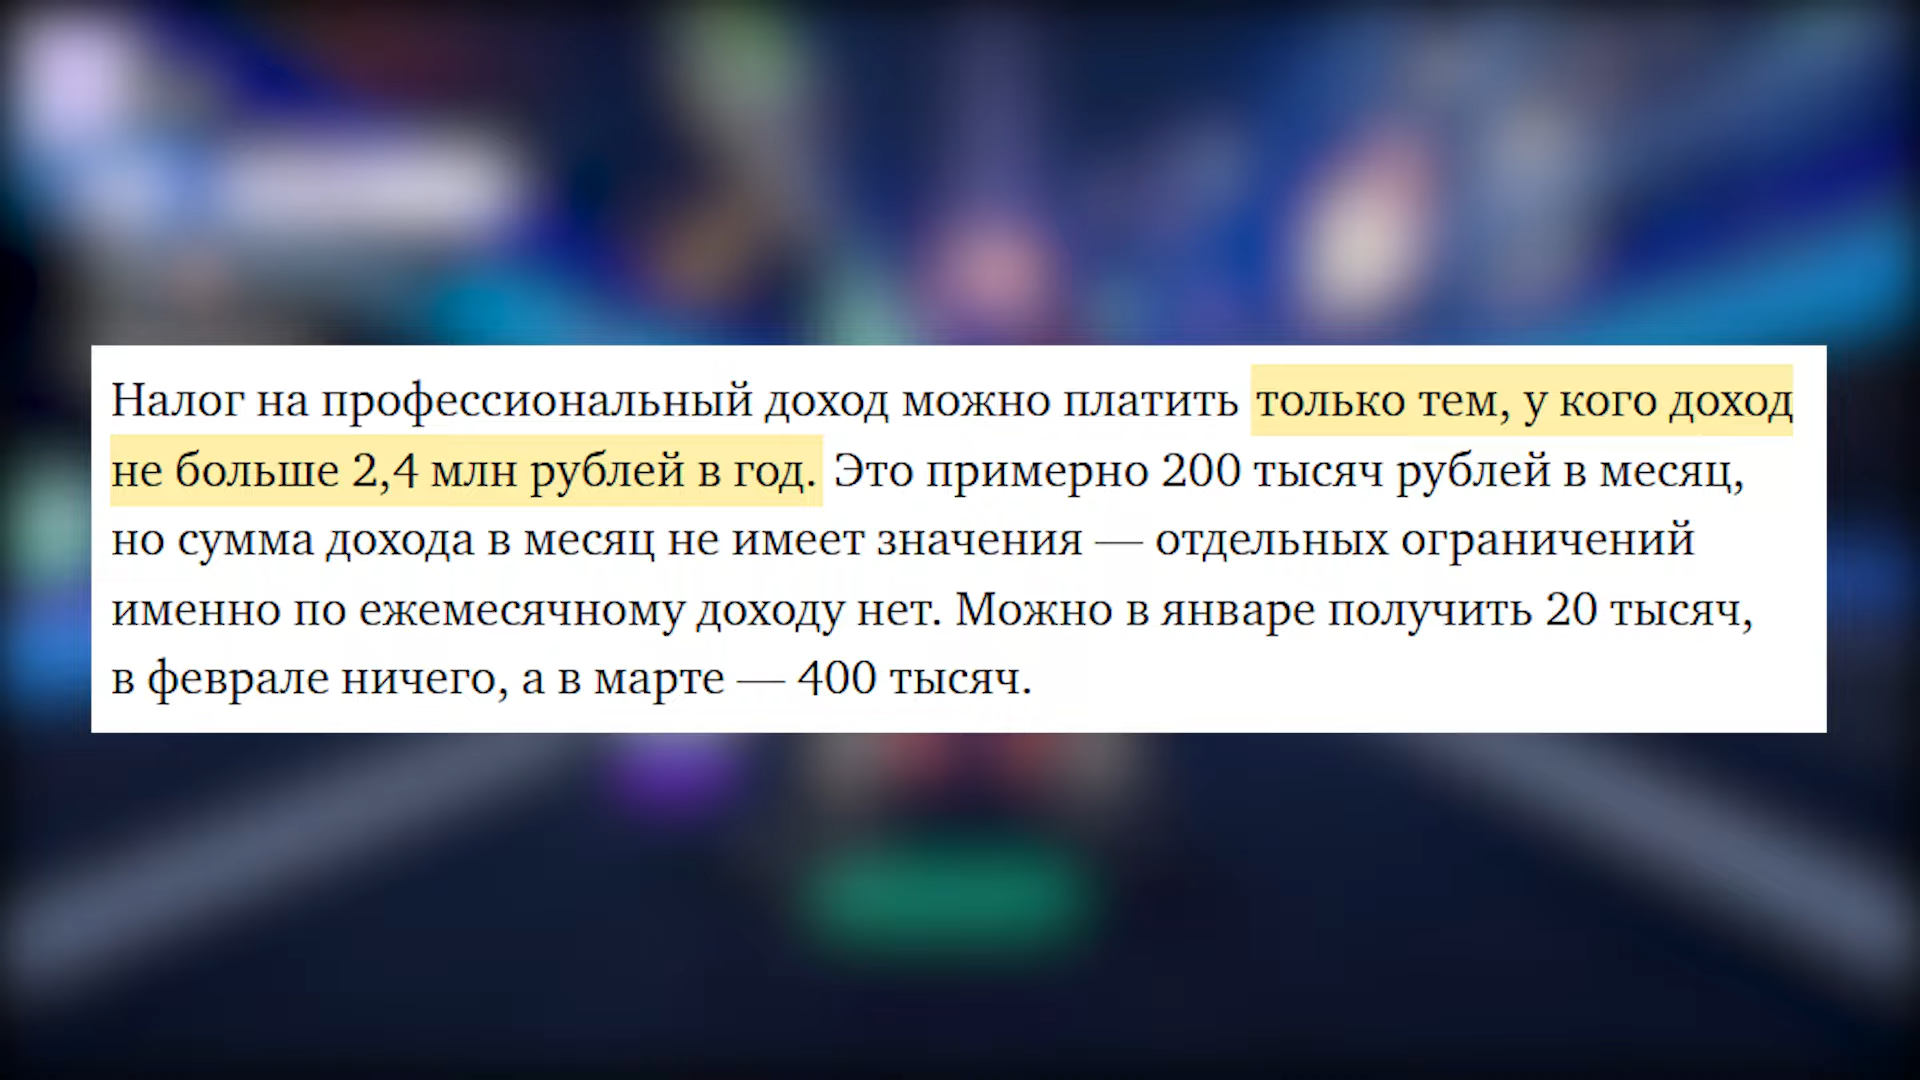 Налог на профессиональный доход можно платить только тем, у кого доход
не больше 2,4 млн рублей в год. Это примерно 200 тысяч рублей в месяц,
но сумма дохода в месяц не имеет значения — отдельных ограничений
именно по ежемесячному доходу нет. Можно в январе получить 20 тысяч,
в феврале ничего, а в марте — 400 тысяч.